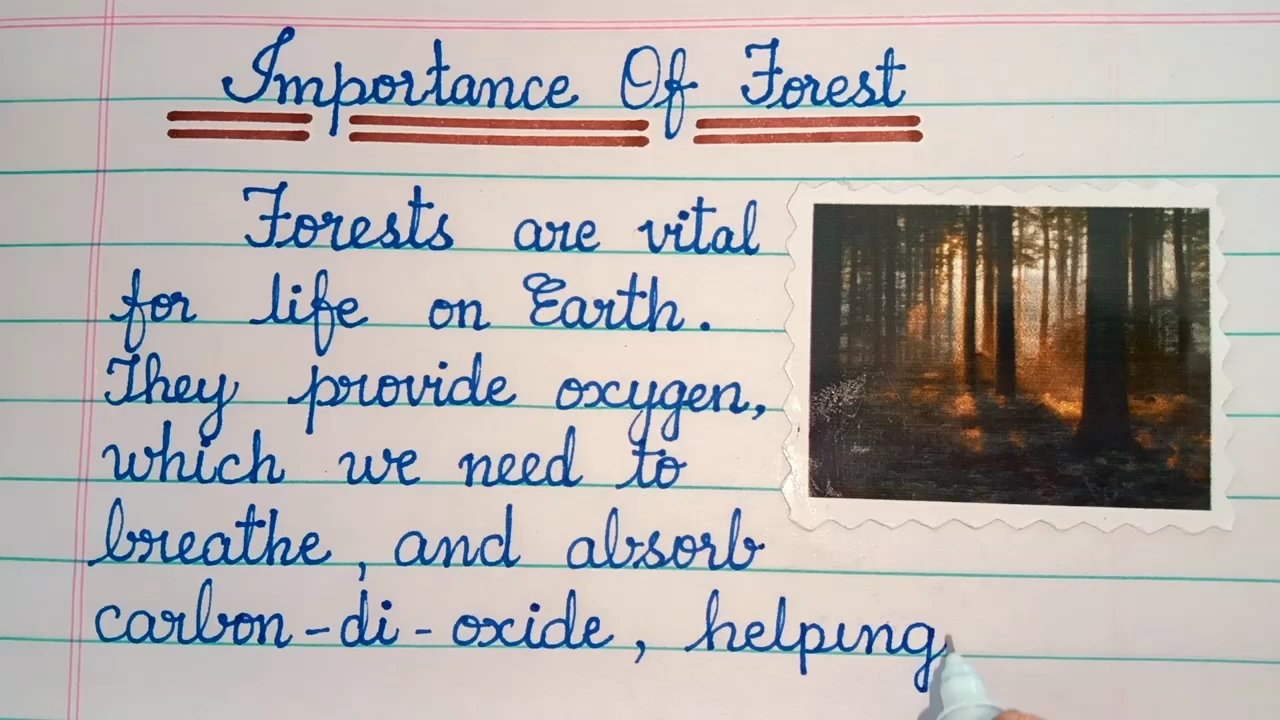 Importance Of Forest
Forests are vital
for life on Earth.
They provide oxygen,
which we need to
breathe, and absorb
carbon-di-oxide, helping